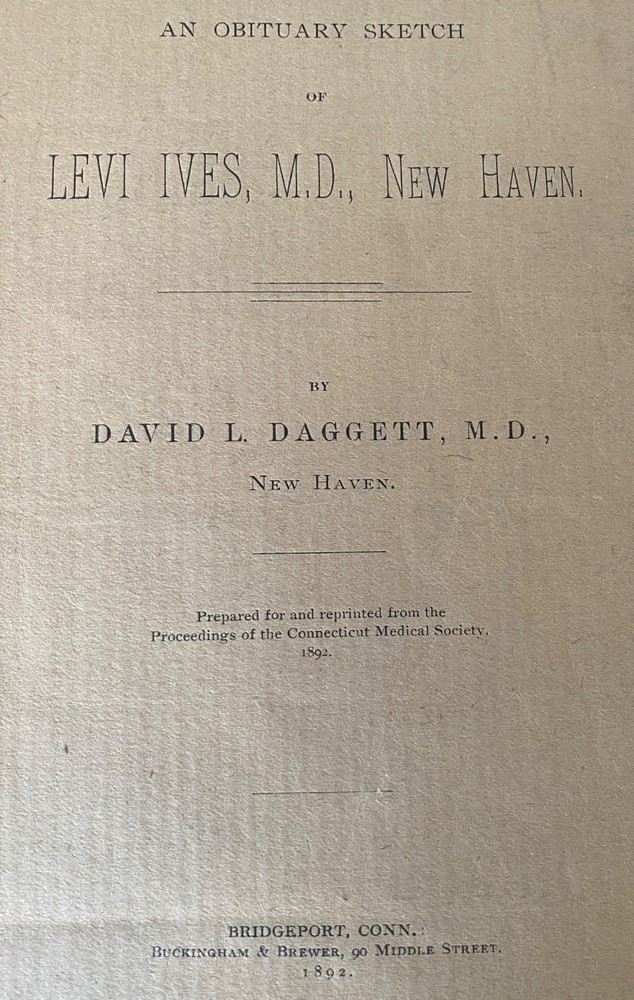 AN OBITUARY SKETCH
OF
LEVI IVES, M.D., NEW HAVEN.
BY
DAVID L. DAGGETT, M.D.,
NEW HAVEN.
Prepared for and reprinted from the
Proceedings of the Connecticut Medical Society,
1892.
BRIDGEPORT, CONN.:
BUCKINGHAM & BREWER, 90 MIDDLE STREET.
1892.